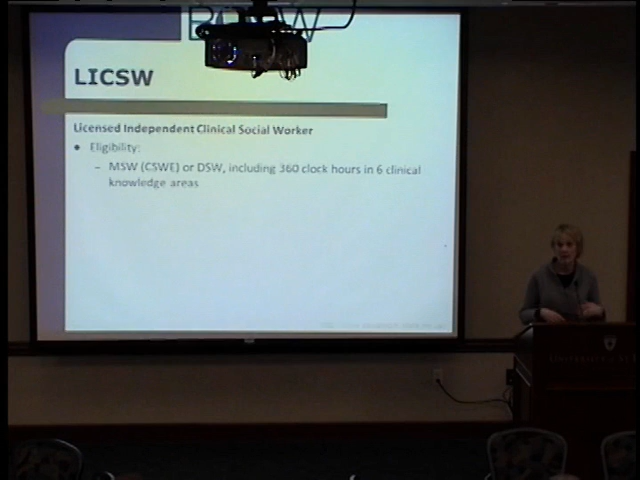 LICSW
Licensed Independent Clinical Social Worker
• Eligibility:
– MSW (CSWE) or DSW, including 360 clock hours in 6 clinical
knowledge areas